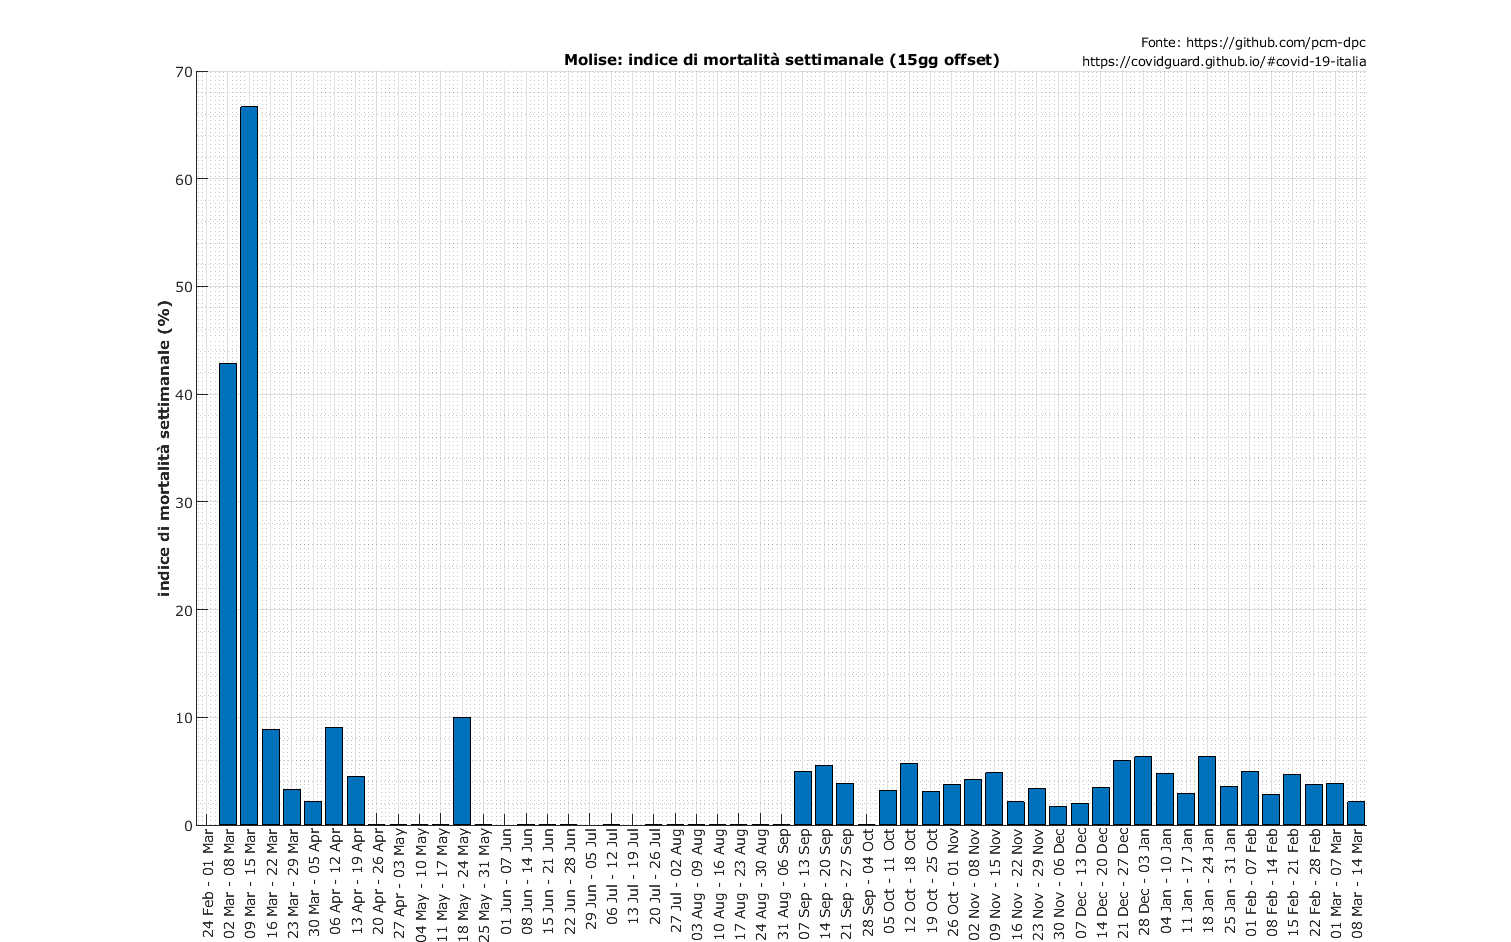 Fonte: https://github.com/pcm-dpc
Molise: indice di mortalità settimanale (15gg offset)
https://covidguard.github.io/#covid-19-italia
indice di mortalità settimanale (%)
70
60
50
40
30
20
10
0
24 Feb - 01 Mar
02 Mar - 08 Mar
09 Mar - 15 Mar
16 Mar - 22 Mar
23 Mar - 29 Mar
30 Mar - 05 Apr
06 Apr - 12 Apr
13 Apr - 19 Apr
20 Apr - 26 Apr
27 Apr - 03 May
04 May - 10 May
11 May - 17 May
18 May - 24 May
25 May - 31 May
01 Jun - 07 Jun
08 Jun - 14 Jun
15 Jun - 21 Jun
22 Jun - 28 Jun
29 Jun - 05 Jul
06 Jul - 12 Jul
13 Jul - 19 Jul
20 Jul - 26 Jul
27 Jul - 02 Aug
03 Aug - 09 Aug
10 Aug - 16 Aug
17 Aug - 23 Aug
24 Aug - 30 Aug
31 Aug - 06 Sep
07 Sep - 13 Sep
14 Sep - 20 Sep
21 Sep - 27 Sep
28 Sep - 04 Oct
05 Oct - 11 Oct
12 Oct - 18 Oct
19 Oct - 25 Oct
26 Oct - 01 Nov
02 Nov - 08 Nov
09 Nov - 15 Nov
16 Nov - 22 Nov
23 Nov - 29 Nov
30 Nov - 06 Dec
07 Dec - 13 Dec
14 Dec - 20 Dec
21 Dec - 27 Dec
28 Dec - 03 Jan
04 Jan - 10 Jan
11 Jan - 17 Jan
18 Jan - 24 Jan
25 Jan - 31 Jan
01 Feb - 07 Feb
08 Feb - 14 Feb
15 Feb - 21 Feb
22 Feb - 28 Feb
01 Mar - 07 Mar
08 Mar - 14 Mar